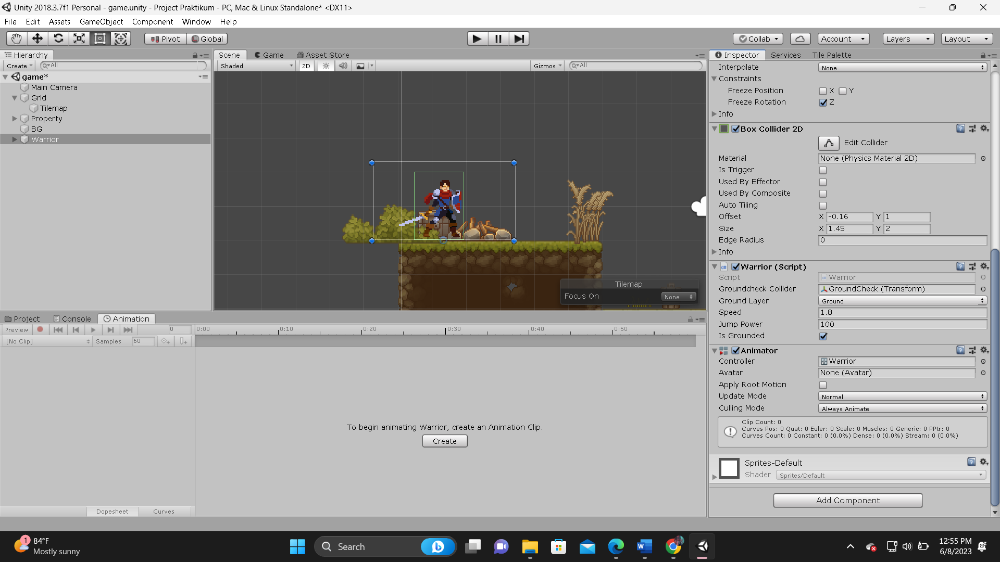 Unity 2018.3.7f1 Personal - game.unity - Project Praktikum - PC, Mac & Linux Standalone* <DX11>
File Edit Assets GameObject Component Window Help
Pivot Global Collab Account Layers Layout
Hierarchy
Create All
game*
Main Camera
Grid
Tilemap
Property
BG
Warrior
Scene Game Asset Store
Shaded 2D Gizmos All
Tilemap
Focus On None
Project Console Animation
Preview 0 0:00 0:10 0:20 0:30 0:40 0:50
[No Clip] Samples 60
To begin animating Warrior, create an Animation Clip.
Create
Dopesheet Curves
Inspector Services Tile Palette
Interpolate None
Constraints
Freeze Position X Y
Freeze Rotation Z
Info
Box Collider 2D
Edit Collider
Material None (Physics Material 2D)
Is Trigger
Used By Effector
Used By Composite
Auto Tiling
Offset X -0.16 Y 1
Size X 1.45 Y 2
Edge Radius 0
Info
Warrior (Script)
Script Warrior
Groundcheck Collider GroundCheck (Transform)
Ground Layer Ground
Speed 1.8
Jump Power 100
Is Grounded
Animator
Controller Warrior
Avatar None (Avatar)
Apply Root Motion
Update Mode Normal
Culling Mode Always Animate
Clip Count: 0
Curves Pos: 0 Quat: 0 Euler: 0 Scale: 0 Muscles: 0 Generic: 0 PPtr: 0
Curves Count: 0 Constant: 0 (0.0%) Dense: 0 (0.0%) Stream: 0 (0.0%)
Sprites-Default
Shader Sprites/Default
Add Component
1
84°F
Mostly sunny
Search
12:55 PM
6/8/2023